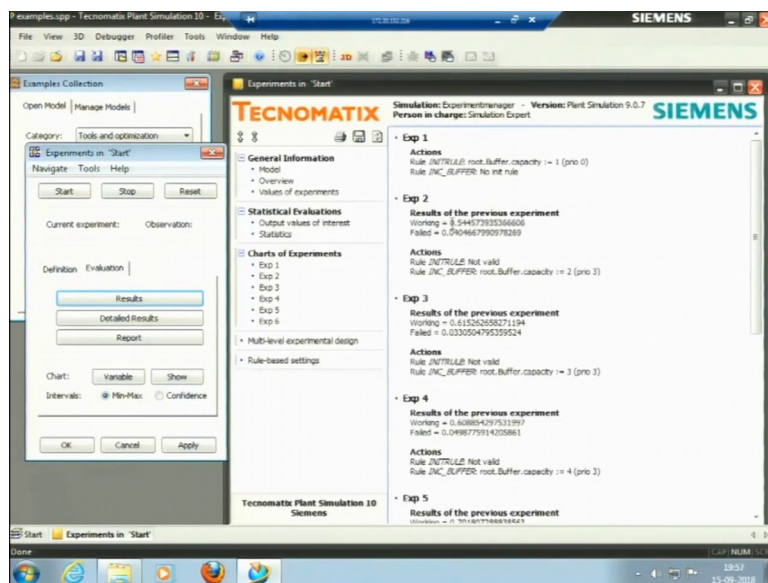 examples.spp - Tecnomatix Plant Simulation 10 - Ex
SIEMENS
File View 3D Debugger Profiler Tools Window Help
Examples Collection
Open Model Manage Models
Category: Tools and optimization
Experiments in 'Start'
Navigate Tools Help
Start Stop Reset
Current experiment: Observation:
Definition Evaluation
Results
Detailed Results
Report
Chart: Variable Show
Intervals: Min-Max Confidence
OK Cancel Apply
Experiments in 'Start'
TECNOMATIX
Simulation: Experimentmanager - Version: Plant Simulation 9.0.7
Person in charge: Simulation Expert
SIEMENS
General Information
Model
Overview
Values of experiments
Statistical Evaluations
Output values of interest
Statistics
Charts of Experiments
Exp 1
Exp 2
Exp 3
Exp 4
Exp 5
Exp 6
Multi-level experimental design
Rule-based settings
Tecnomatix Plant Simulation 10
Siemens
Exp 1
Actions
Rule INITRULE: root.Buffer.capacity := 1 (prio 0)
Rule INC_BUFFER: No init rule
Exp 2
Results of the previous experiment
Working = 0.544573935366606
Failed = 0.0404667990978269
Actions
Rule INITRULE: Not valid
Rule INC_BUFFER: root.Buffer.capacity := 2 (prio 3)
Exp 3
Results of the previous experiment
Working = 0.615262658271194
Failed = 0.0330504795359524
Actions
Rule INITRULE: Not valid
Rule INC_BUFFER: root.Buffer.capacity := 3 (prio 3)
Exp 4
Results of the previous experiment
Working = 0.608854297531997
Failed = 0.0498775914205861
Actions
Rule INITRULE: Not valid
Rule INC_BUFFER: root.Buffer.capacity := 4 (prio 3)
Exp 5
Results of the previous experiment
Start Experiments in 'Start'
Done
CAP NUM
19:57
15-09-2018